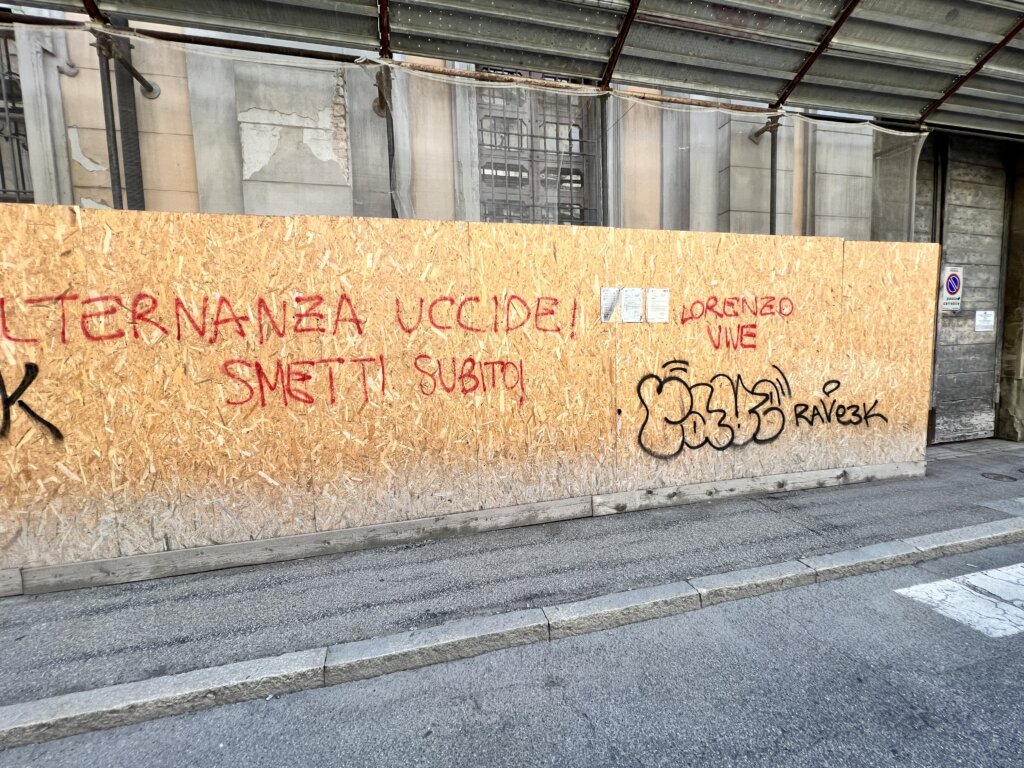 LTERNANZA UCCIDE!
SMETTI SUBITO!
LORENZO
VIVE
K
RAVe3K